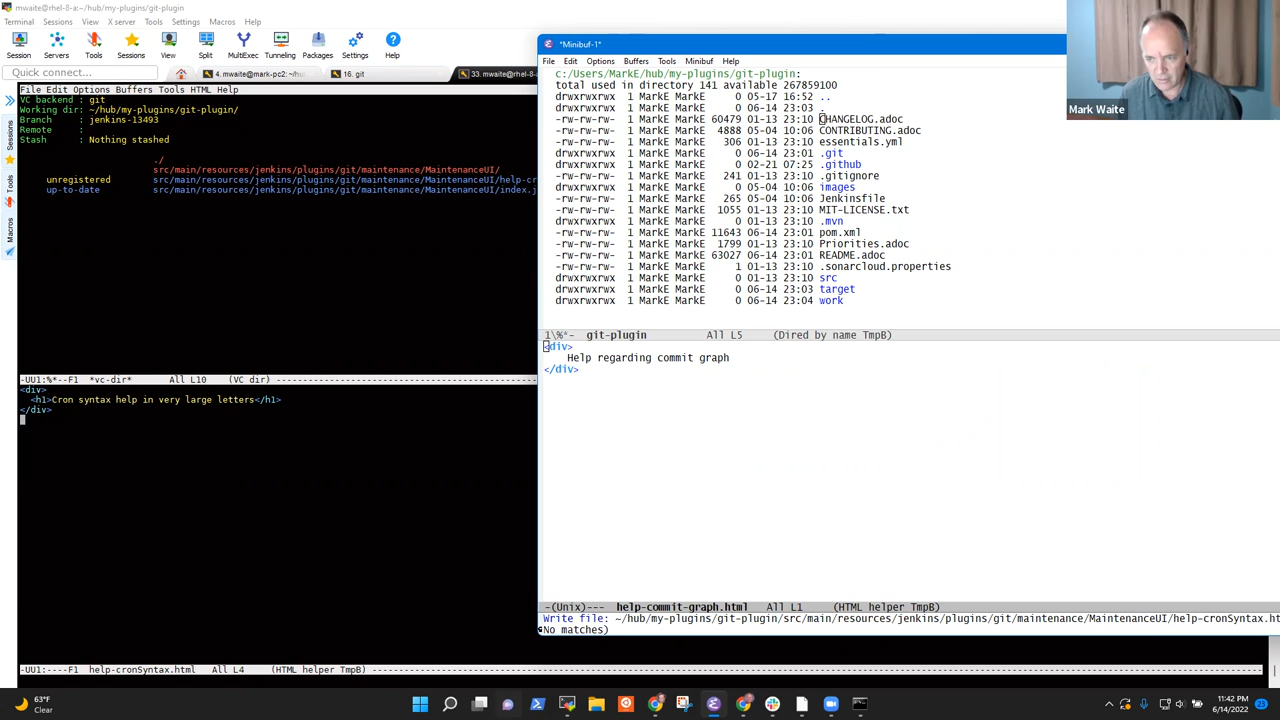 mwaite@rhel-8-a:~/hub/my-plugins/git-plugin
Terminal Sessions View X server Tools Settings Macros Help
Session Servers Tools Sessions View Split MultiExec Tunneling Packages Settings Help
Quick connect...
4. mwaite@mark-pc2:~/hu
16. git
33. mwaite@rhel-8-a
Sessions
Tools
Macros
File Edit Options Buffers Tools HTML Help
VC backend : git
Working dir: ~/hub/my-plugins/git-plugin/
Branch : jenkins-13493
Remote :
Stash : Nothing stashed
./
src/main/resources/jenkins/plugins/git/maintenance/MaintenanceUI/
unregistered src/main/resources/jenkins/plugins/git/maintenance/MaintenanceUI/help-cr
up-to-date src/main/resources/jenkins/plugins/git/maintenance/MaintenanceUI/index.j
-UU1:%*--F1 *vc-dir* All L10 (VC dir) ---------------------------------------------
<div>
<h1>Cron syntax help in very large letters</h1>
</div>
-UU1:----F1 help-cronSyntax.html All L4 (HTML helper TmpB) ---------------------------------------------
*Minibuf-1*
File Edit Options Buffers Tools Minibuf Help
c:/Users/MarkE/hub/my-plugins/git-plugin:
total used in directory 141 available 267859100
drwxrwxrwx 1 MarkE MarkE 0 05-17 16:52 ..
drwxrwxrwx 1 MarkE MarkE 0 06-14 23:03 .
-rw-rw-rw- 1 MarkE MarkE 60479 01-13 23:10 CHANGELOG.adoc
-rw-rw-rw- 1 MarkE MarkE 4888 05-04 10:06 CONTRIBUTING.adoc
-rw-rw-rw- 1 MarkE MarkE 306 01-13 23:10 essentials.yml
drwxrwxrwx 1 MarkE MarkE 0 06-14 23:01 .git
drwxrwxrwx 1 MarkE MarkE 0 02-21 07:25 .github
-rw-rw-rw- 1 MarkE MarkE 241 01-13 23:10 .gitignore
drwxrwxrwx 1 MarkE MarkE 0 05-04 10:06 images
-rw-rw-rw- 1 MarkE MarkE 265 05-04 10:06 Jenkinsfile
-rw-rw-rw- 1 MarkE MarkE 1055 01-13 23:10 MIT-LICENSE.txt
drwxrwxrwx 1 MarkE MarkE 0 01-13 23:10 .mvn
-rw-rw-rw- 1 MarkE MarkE 11643 06-14 23:01 pom.xml
-rw-rw-rw- 1 MarkE MarkE 1799 01-13 23:10 Priorities.adoc
-rw-rw-rw- 1 MarkE MarkE 63027 06-14 23:01 README.adoc
-rw-rw-rw- 1 MarkE MarkE 1 01-13 23:10 .sonarcloud.properties
drwxrwxrwx 1 MarkE MarkE 0 01-13 23:10 src
drwxrwxrwx 1 MarkE MarkE 0 06-14 23:03 target
drwxrwxrwx 1 MarkE MarkE 0 06-14 23:04 work
1\%*- git-plugin All L5 (Dired by name TmpB)
<div>
Help regarding commit graph
</div>
-(Unix)--- help-commit-graph.html All L1 (HTML helper TmpB)
Write file: ~/hub/my-plugins/git-plugin/src/main/resources/jenkins/plugins/git/maintenance/MaintenanceUI/help-cronSyntax.ht
No matches)
Mark Waite
63°F
Clear
11:42 PM
6/14/2022
23